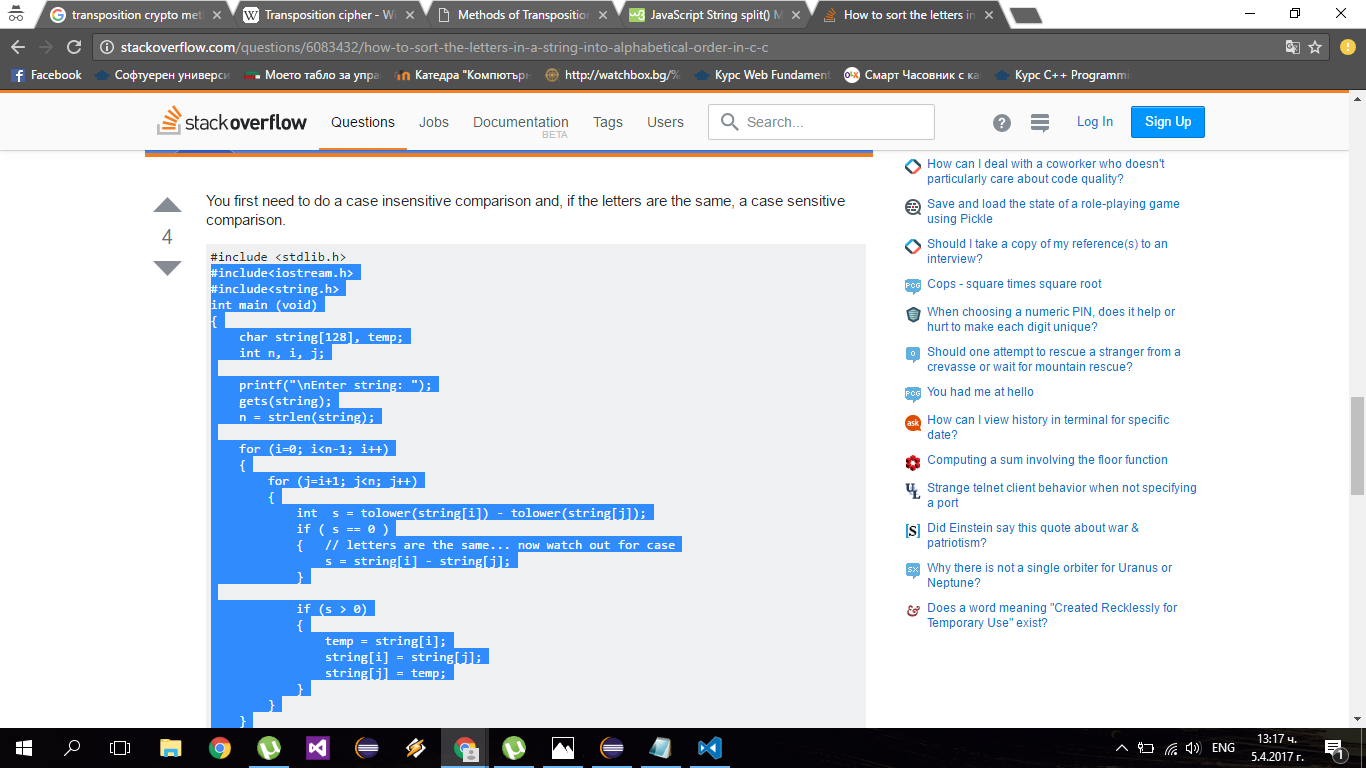 transposition crypto met
Transposition cipher - Wi
Methods of Transposition
JavaScript String split() M
How to sort the letters in
stackoverflow.com/questions/6083432/how-to-sort-the-letters-in-a-string-into-alphabetical-order-in-c-c
Facebook
Софтуерен универси
Моето табло за упра
Катедра "Компютърн
http://watchbox.bg/%
Курс Web Fundament
Смарт Часовник с ка
Курс C++ Programmi
stackoverflow
Questions
Jobs
Documentation
BETA
Tags
Users
Search...
Log In
Sign Up
You first need to do a case insensitive comparison and, if the letters are the same, a case sensitive
comparison.
4
#include <stdlib.h>
#include<iostream.h>
#include<string.h>
int main (void)
{
char string[128], temp;
int n, i, j;
printf("\nEnter string: ");
gets(string);
n = strlen(string);
for (i=0; i<n-1; i++)
{
for (j=i+1; j<n; j++)
{
int  s = tolower(string[i]) - tolower(string[j]);
if ( s == 0 )
{   // letters are the same... now watch out for case
s = string[i] - string[j];
}
if (s > 0)
{
temp = string[i];
string[i] = string[j];
string[j] = temp;
}
}
}
How can I deal with a coworker who doesn't
particularly care about code quality?
Save and load the state of a role-playing game
using Pickle
Should I take a copy of my reference(s) to an
interview?
Cops - square times square root
When choosing a numeric PIN, does it help or
hurt to make each digit unique?
Should one attempt to rescue a stranger from a
crevasse or wait for mountain rescue?
You had me at hello
How can I view history in terminal for specific
date?
Computing a sum involving the floor function
Strange telnet client behavior when not specifying
a port
Did Einstein say this quote about war &
patriotism?
Why there is not a single orbiter for Uranus or
Neptune?
Does a word meaning "Created Recklessly for
Temporary Use" exist?
ENG
13:17 ч.
5.4.2017 г.
1